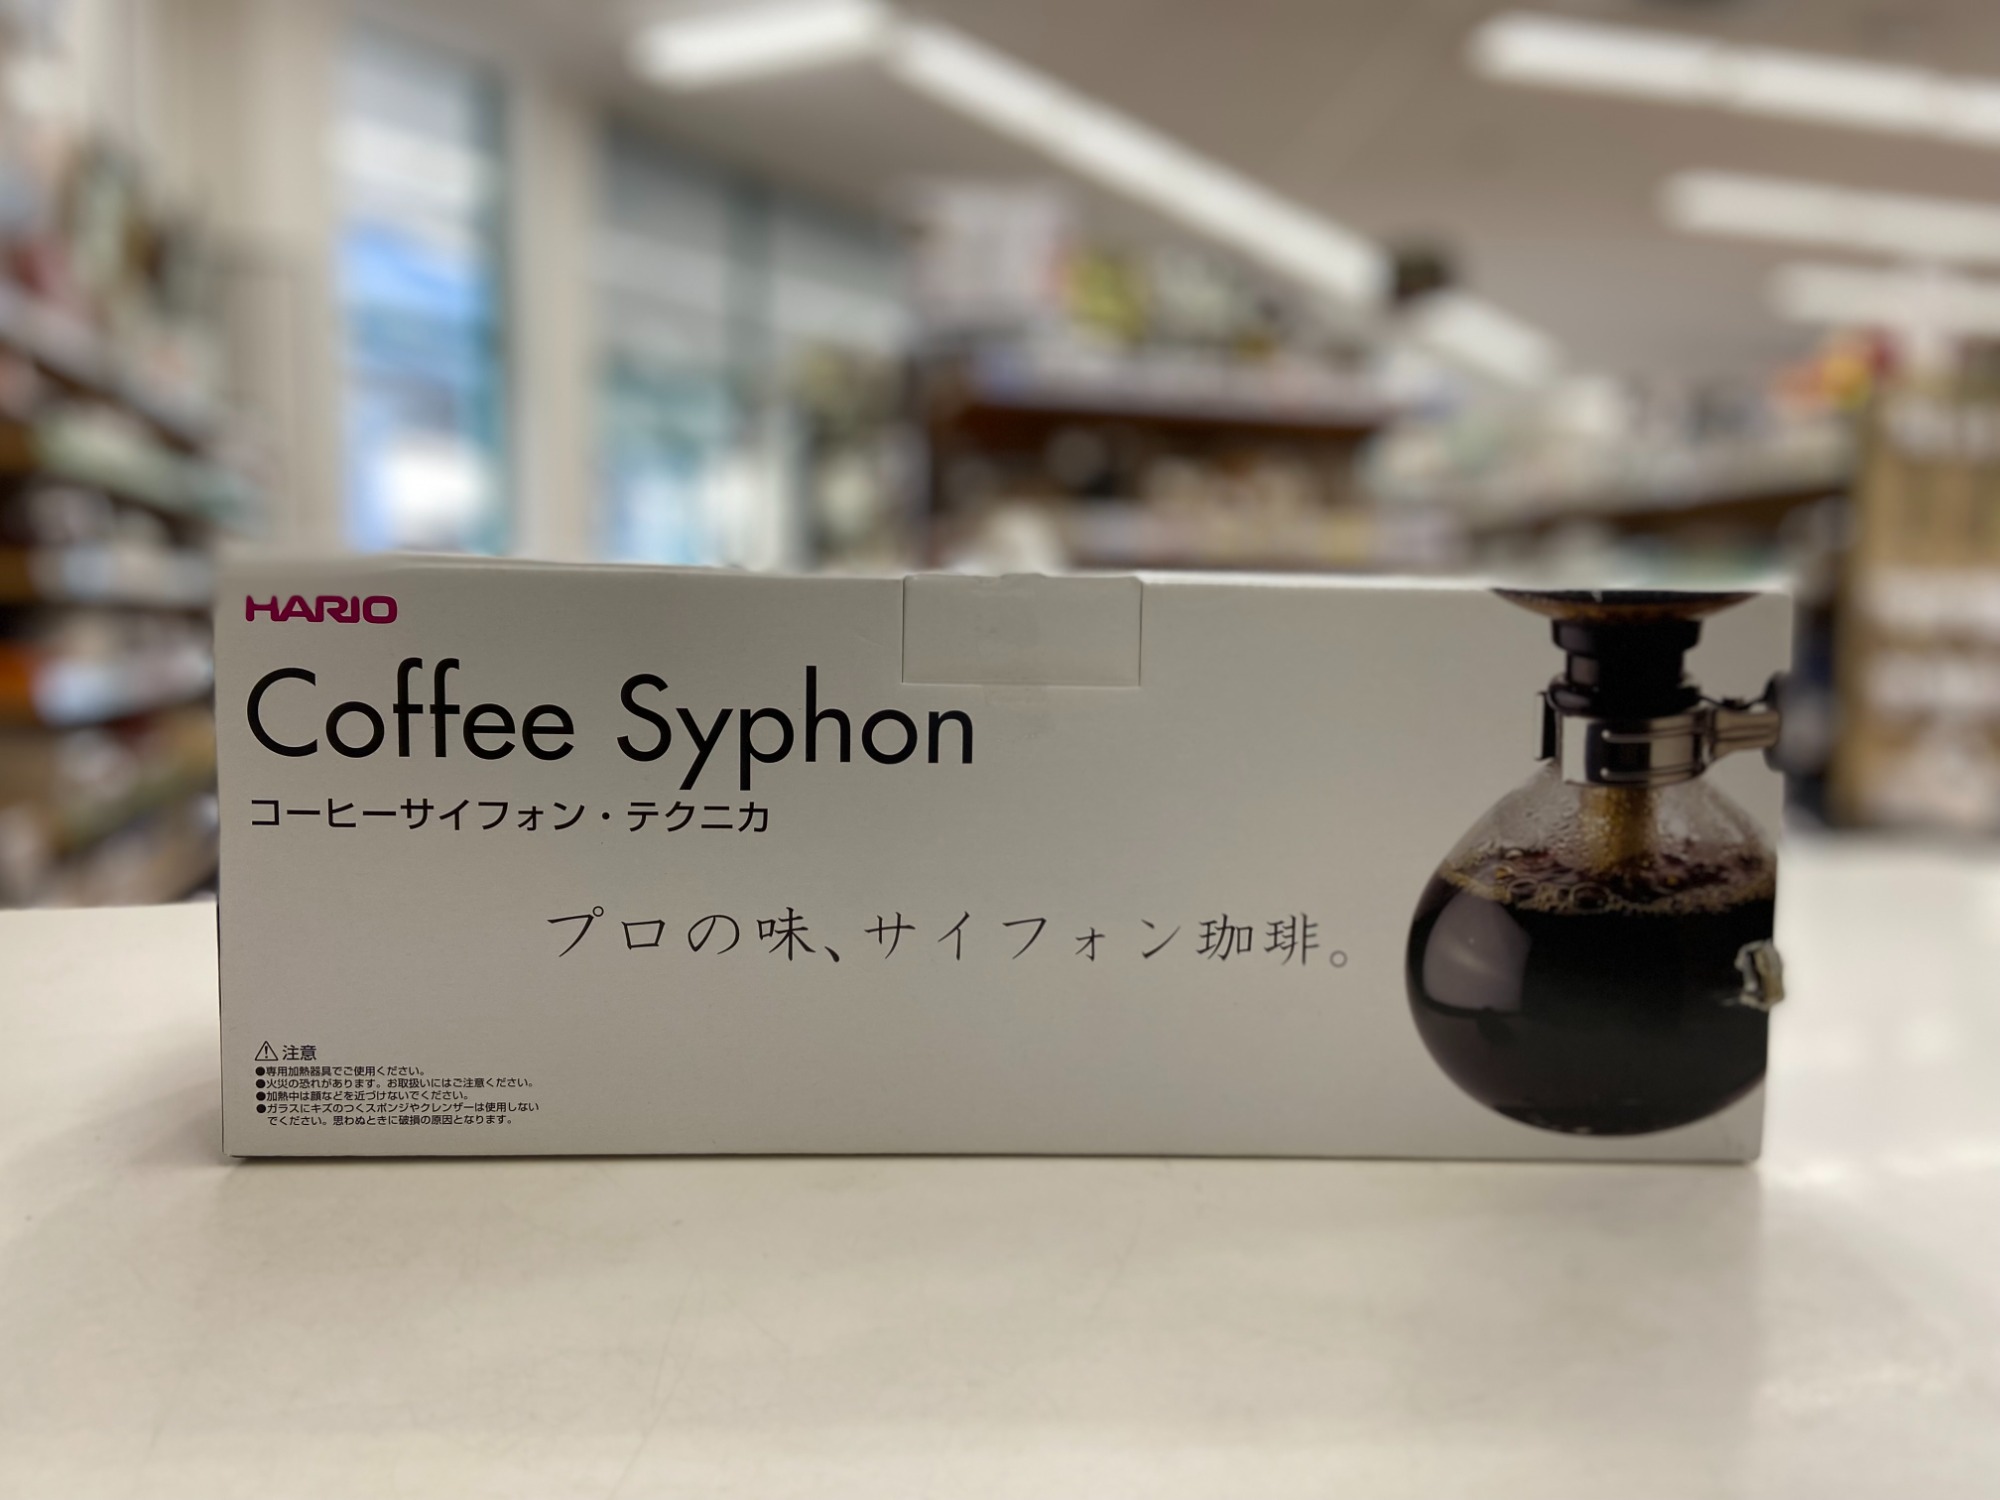 HARIO
Coffee Syphon
コーヒーサイフォン・テクニカ
プロの味、サイフォン珈琲。
⚠注意
●専用加熱器具でご使用ください。
●火災の恐れがあります。お取扱いにはご注意ください。
●加熱中は顔などを近づけないでください。
●ガラスにキズのつくスポンジやクレンザーは使用しない
でください。思わぬときに破損の原因となります。